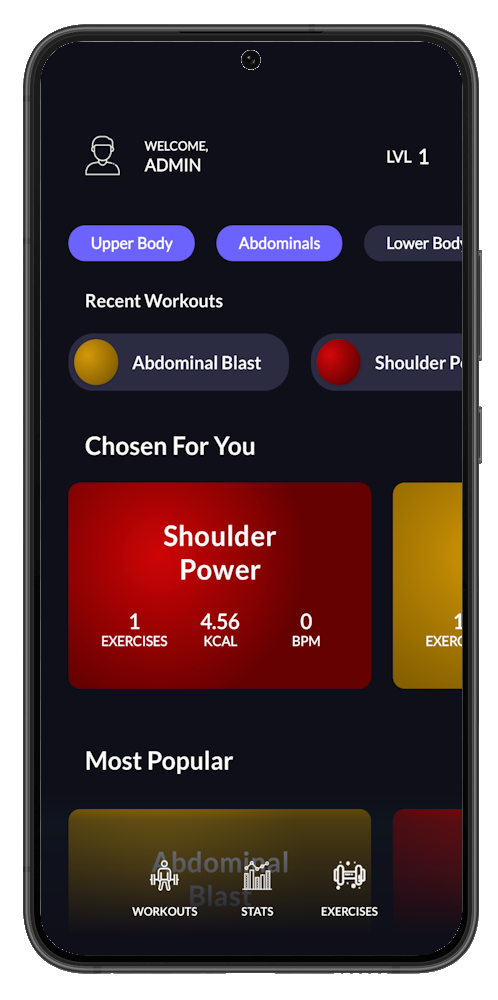 WELCOME,
ADMIN
LVL 1
Upper Body
Abdominals
Lower Body
Recent Workouts
Abdominal Blast
Shoulder P
Chosen For You
Shoulder
Power
1
EXERCISES
4.56
KCAL
0
BPM
1
EXERC
Most Popular
Abdominal
Blast
WORKOUTS
STATS
EXERCISES